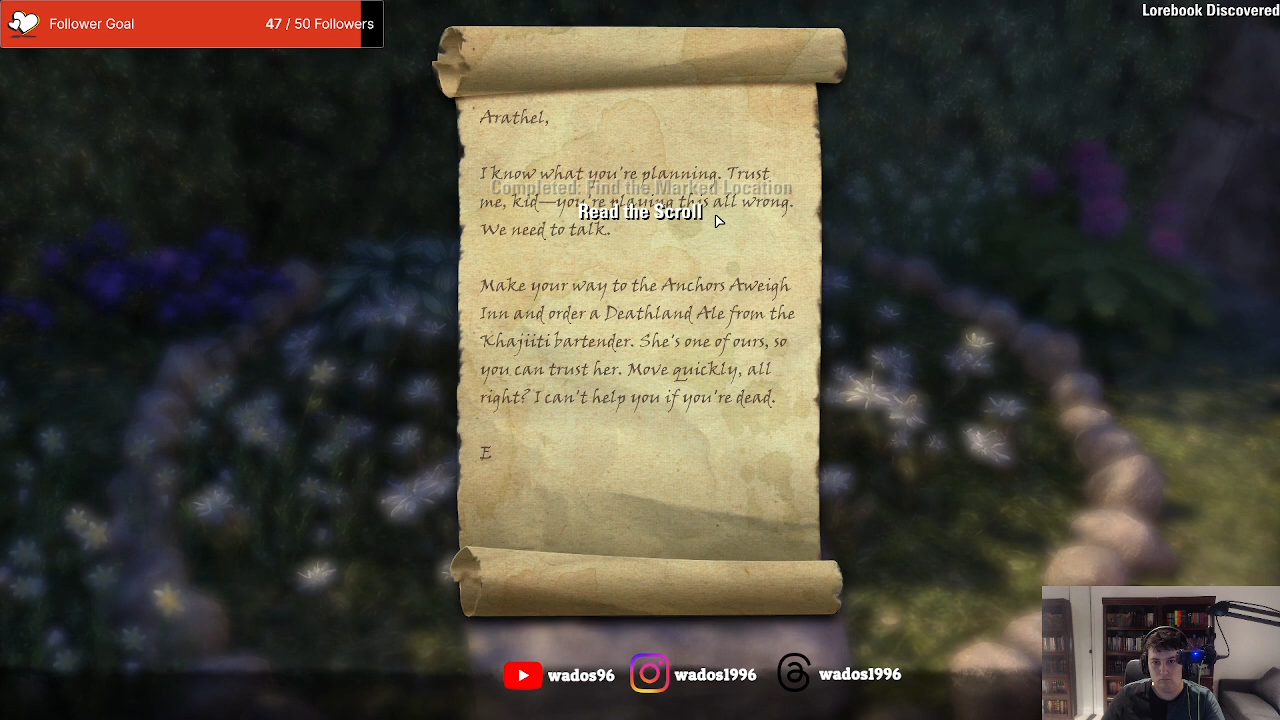 Follower Goal
47 / 50 Followers
Lorebook Discovered
Arathel,
I know what you're planning. Trust
Completed: Find the Marked Location
me, kid—you're playing this all wrong.
Read the Scroll
We need to talk.
Make your way to the Anchors Aweigh
Inn and order a Deathland Ale from the
Khajiiti bartender. She's one of ours, so
you can trust her. Move quickly, all
right? I can't help you if you're dead.
E
wados96
wados1996
wados1996